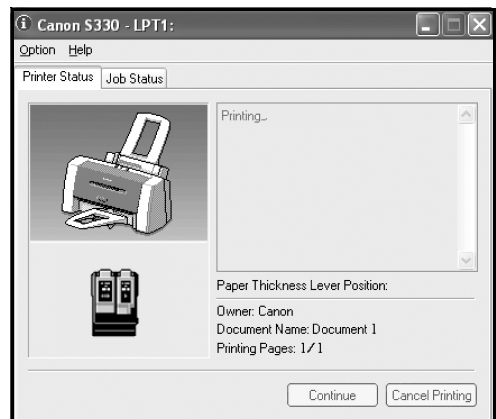 Canon S330 - LPT1:
Option Help
Printer Status Job Status
Printing...
Paper Thickness Lever Position:
Owner: Canon
Document Name: Document 1
Printing Pages: 1/1
Continue Cancel Printing